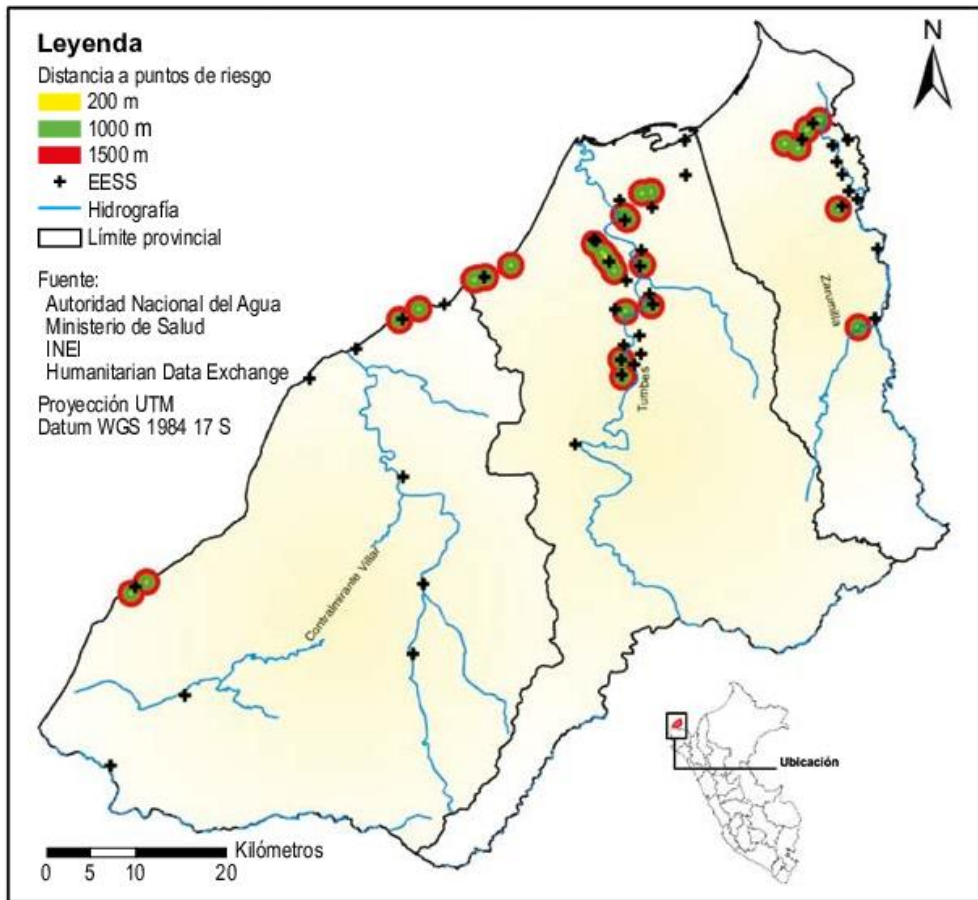 Leyenda
Distancia a puntos de riesgo
200 m
1000 m
1500 m
EESS
Hidrografía
Límite provincial
Fuente:
Autoridad Nacional del Agua
Ministerio de Salud
INEI
Humanitarian Data Exchange
Proyección UTM
Datum WGS 1984 17 S
N
Zarumilla
Tumbes
Contralmirante Villar
Ubicación
Kilómetros
0 5 10 20